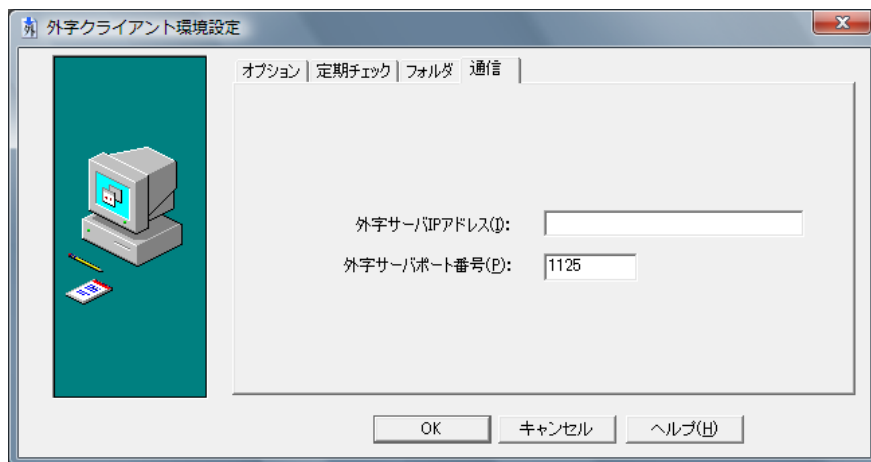 外字クライアント環境設定
オプション 定期チェック フォルダ 通信
外字サーバIPアドレス(I):
外字サーバポート番号(P): 1125
OK キャンセル ヘルプ(H)